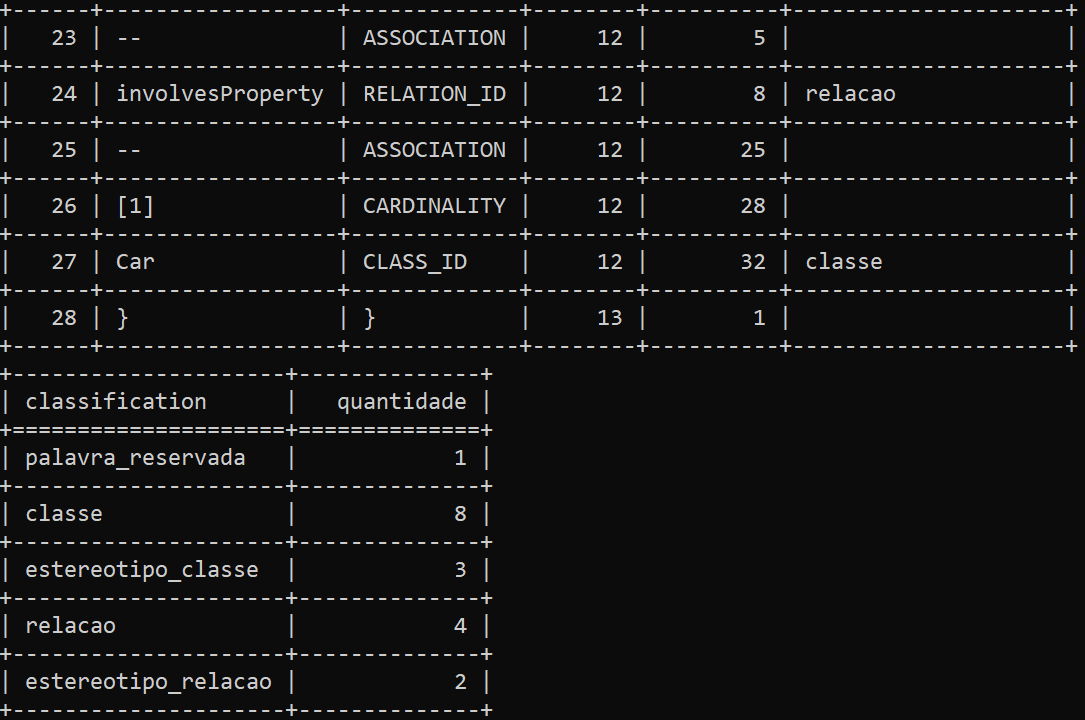 +------+------------------+-------------+--------+----------+---------------------+
|   23 | --               | ASSOCIATION |     12 |        5 |                     |
+------+------------------+-------------+--------+----------+---------------------+
|   24 | involvesProperty | RELATION_ID |     12 |        8 | relacao             |
+------+------------------+-------------+--------+----------+---------------------+
|   25 | --               | ASSOCIATION |     12 |       25 |                     |
+------+------------------+-------------+--------+----------+---------------------+
|   26 | [1]              | CARDINALITY |     12 |       28 |                     |
+------+------------------+-------------+--------+----------+---------------------+
|   27 | Car              | CLASS_ID    |     12 |       32 | classe              |
+------+------------------+-------------+--------+----------+---------------------+
|   28 | }                | }           |     13 |        1 |                     |
+------+------------------+-------------+--------+----------+---------------------+
+---------------------+--------------+
| classification      |   quantidade |
+=====================+==============+
| palavra_reservada   |            1 |
+---------------------+--------------+
| classe              |            8 |
+---------------------+--------------+
| estereotipo_classe  |            3 |
+---------------------+--------------+
| relacao             |            4 |
+---------------------+--------------+
| estereotipo_relacao |            2 |
+---------------------+--------------+